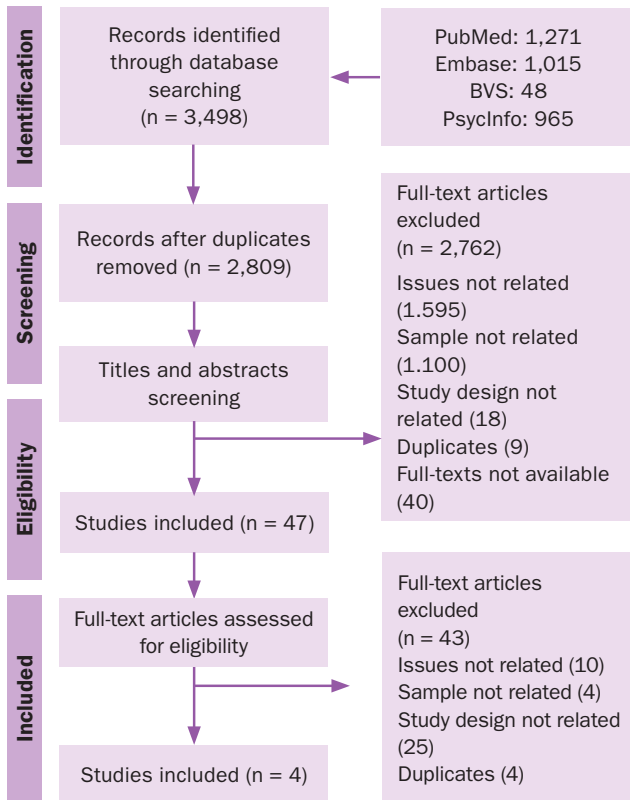 Identification
Records identified
through database
searching
(n = 3,498)
PubMed: 1,271
Embase: 1,015
BVS: 48
PsycInfo: 965
Screening
Records after duplicates
removed (n = 2,809)
Titles and abstracts
screening
Full-text articles
excluded
(n = 2,762)
Issues not related
(1.595)
Sample not related
(1.100)
Study design not
related (18)
Duplicates (9)
Full-texts not available
(40)
Eligibility
Studies included (n = 47)
Full-text articles assessed
for eligibility
Full-text articles
excluded
(n = 43)
Issues not related (10)
Sample not related (4)
Study design not related
(25)
Duplicates (4)
Included
Studies included (n = 4)